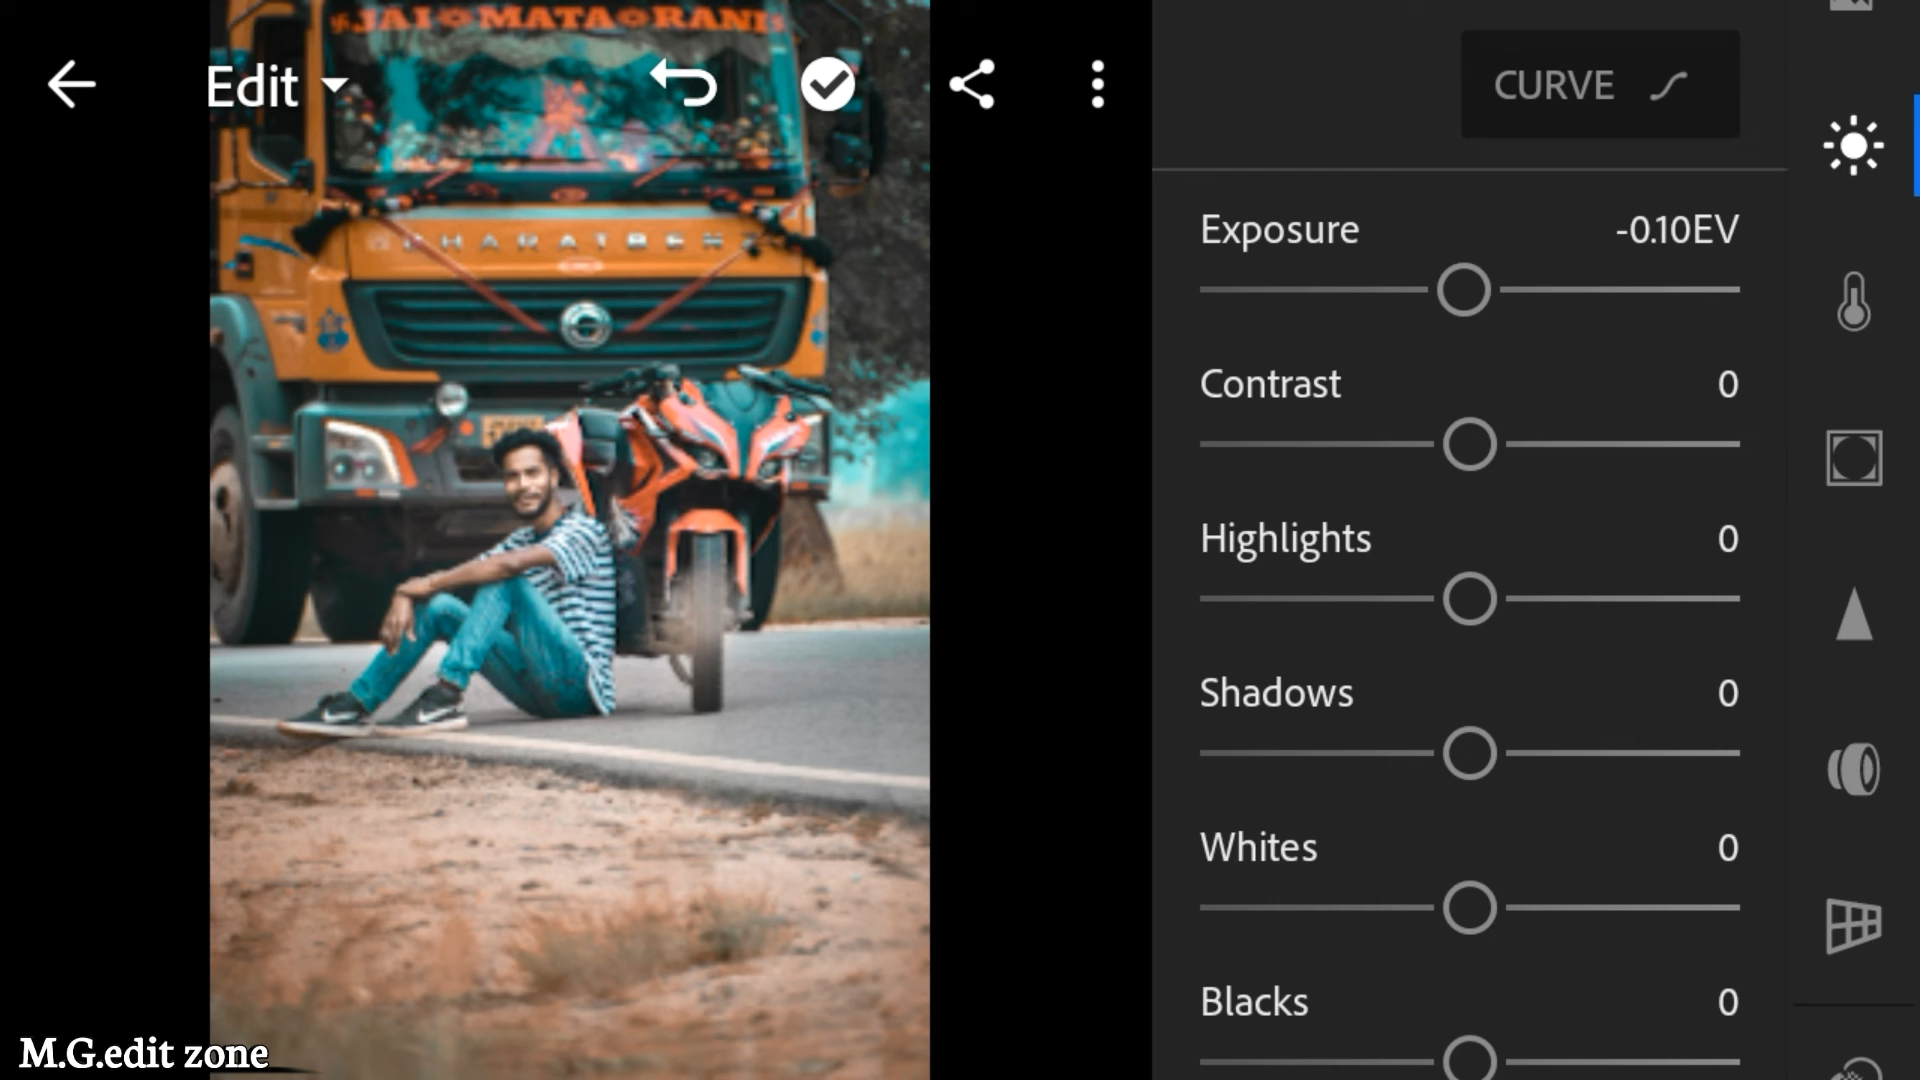 JAI MATA RANI
Edit
CURVE
BHARATBENZ
Exposure -0.10EV
Contrast 0
Highlights 0
Shadows 0
Whites 0
Blacks 0
M.G.edit zone